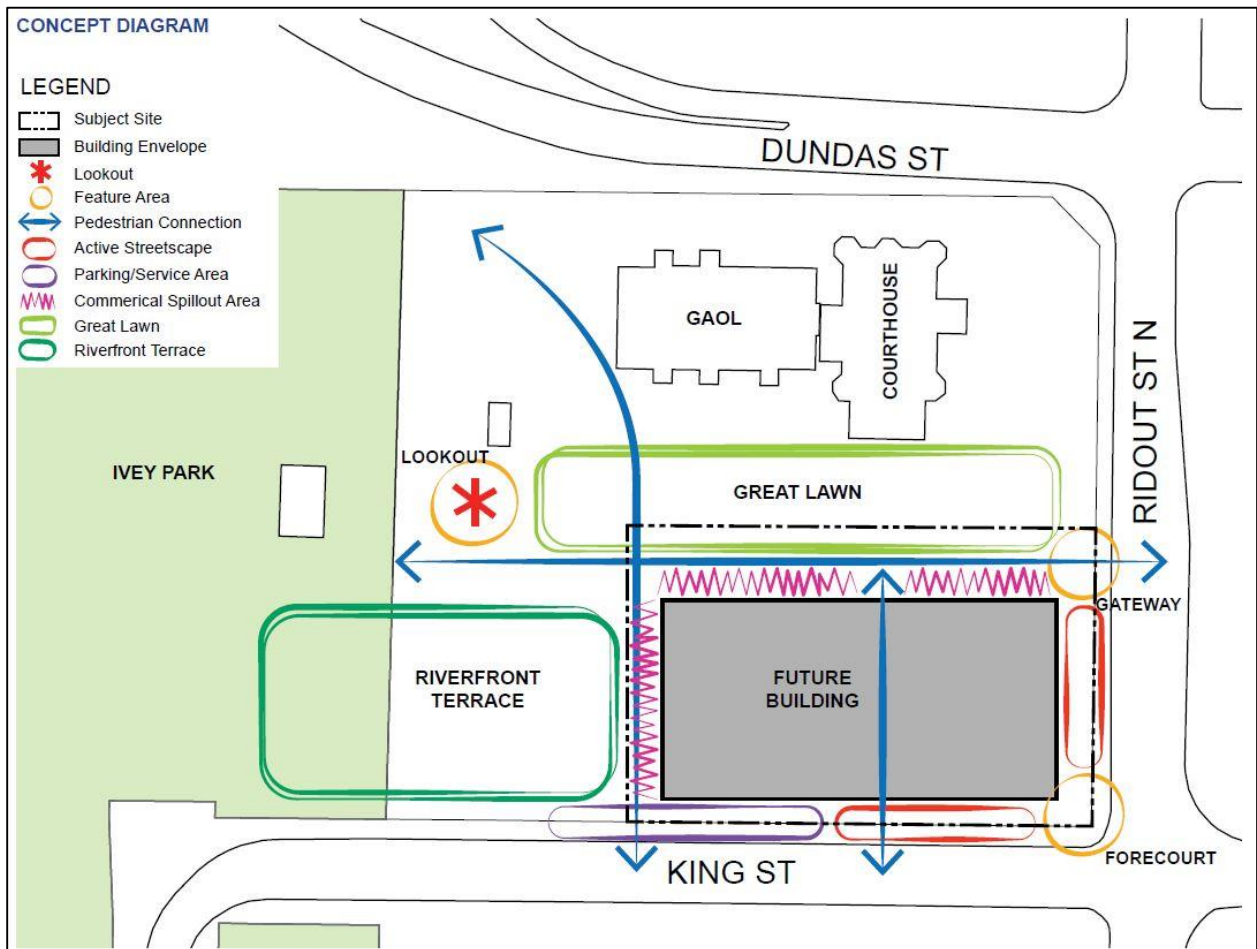 CONCEPT DIAGRAM
LEGEND
Subject Site
Building Envelope
Lookout
Feature Area
Pedestrian Connection
Active Streetscape
Parking/Service Area
Commerical Spillout Area
Great Lawn
Riverfront Terrace
DUNDAS ST
GAOL
COURTHOUSE
RIDOUT ST N
IVEY PARK
LOOKOUT
GREAT LAWN
GATEWAY
RIVERFRONT
TERRACE
FUTURE
BUILDING
FORECOURT
KING ST